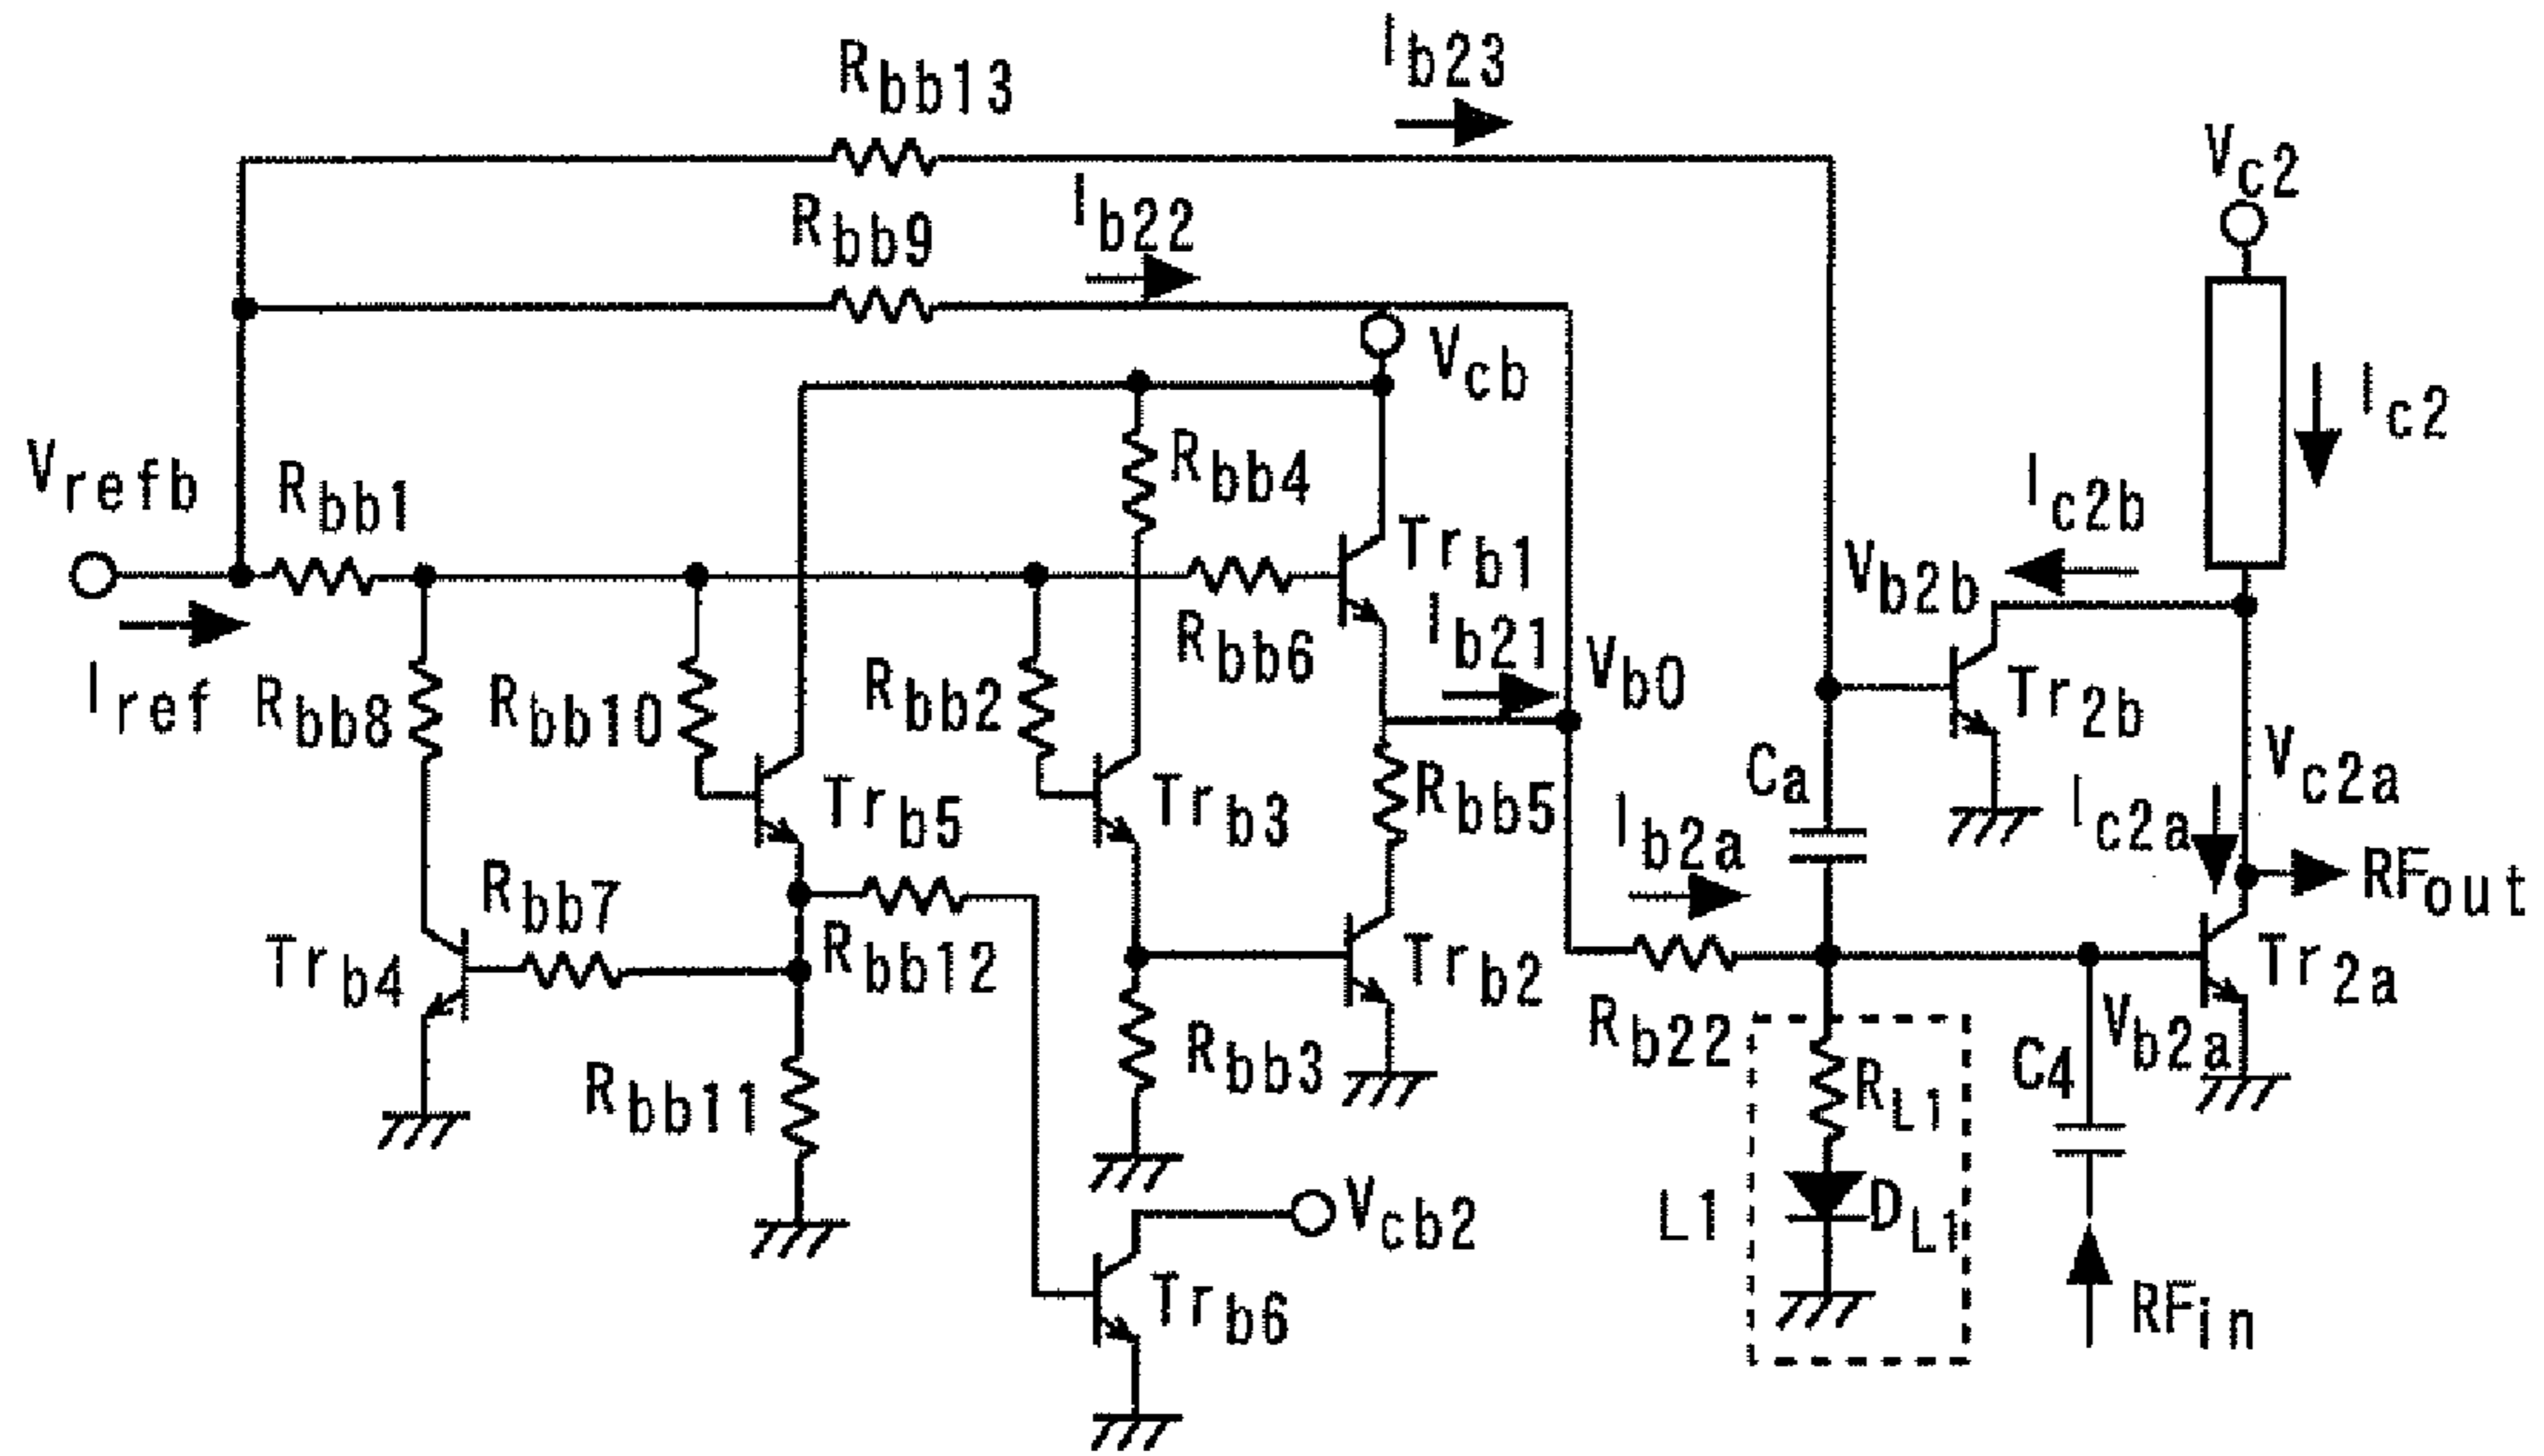 Ib23
Rbb13
Vc2
Ib22
Rbb9
Vcb
Ic2
Vrefb
Rbb1
Rbb4
Trb1
Ic2b
Vb2b
Iref
Rbb8
Rbb10
Rbb2
Rbb6
Ib21
Vb0
Tr2b
Ca
Vc2a
Trb5
Trb3
Rbb5
Ib2a
Ic2a
RFout
Rbb7
Trb4
Rbb12
Trb2
Tr2a
Rb22
Rbb11
Rbb3
RL1
C4
Vb2a
L1
DL1
Vcb2
Trb6
RFin